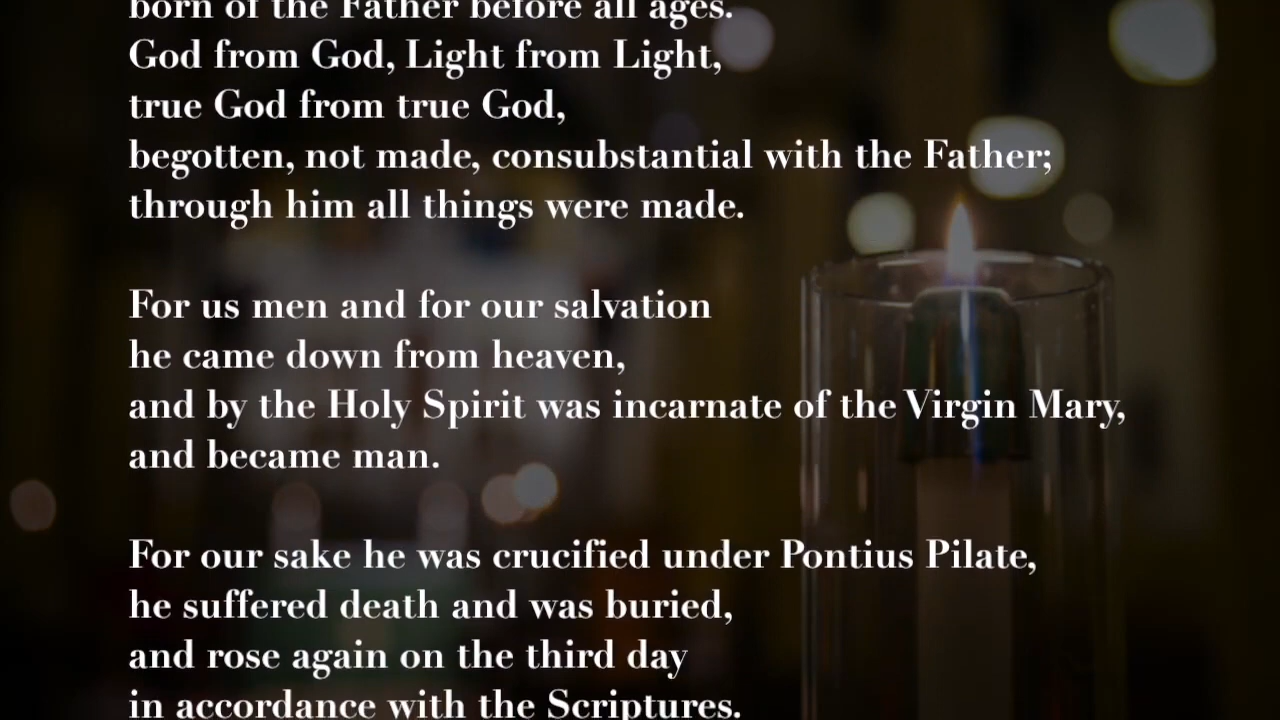 born of the Father before all ages.
God from God, Light from Light,
true God from true God,
begotten, not made, consubstantial with the Father;
through him all things were made.
For us men and for our salvation
he came down from heaven,
and by the Holy Spirit was incarnate of the Virgin Mary,
and became man.
For our sake he was crucified under Pontius Pilate,
he suffered death and was buried,
and rose again on the third day
in accordance with the Scriptures.